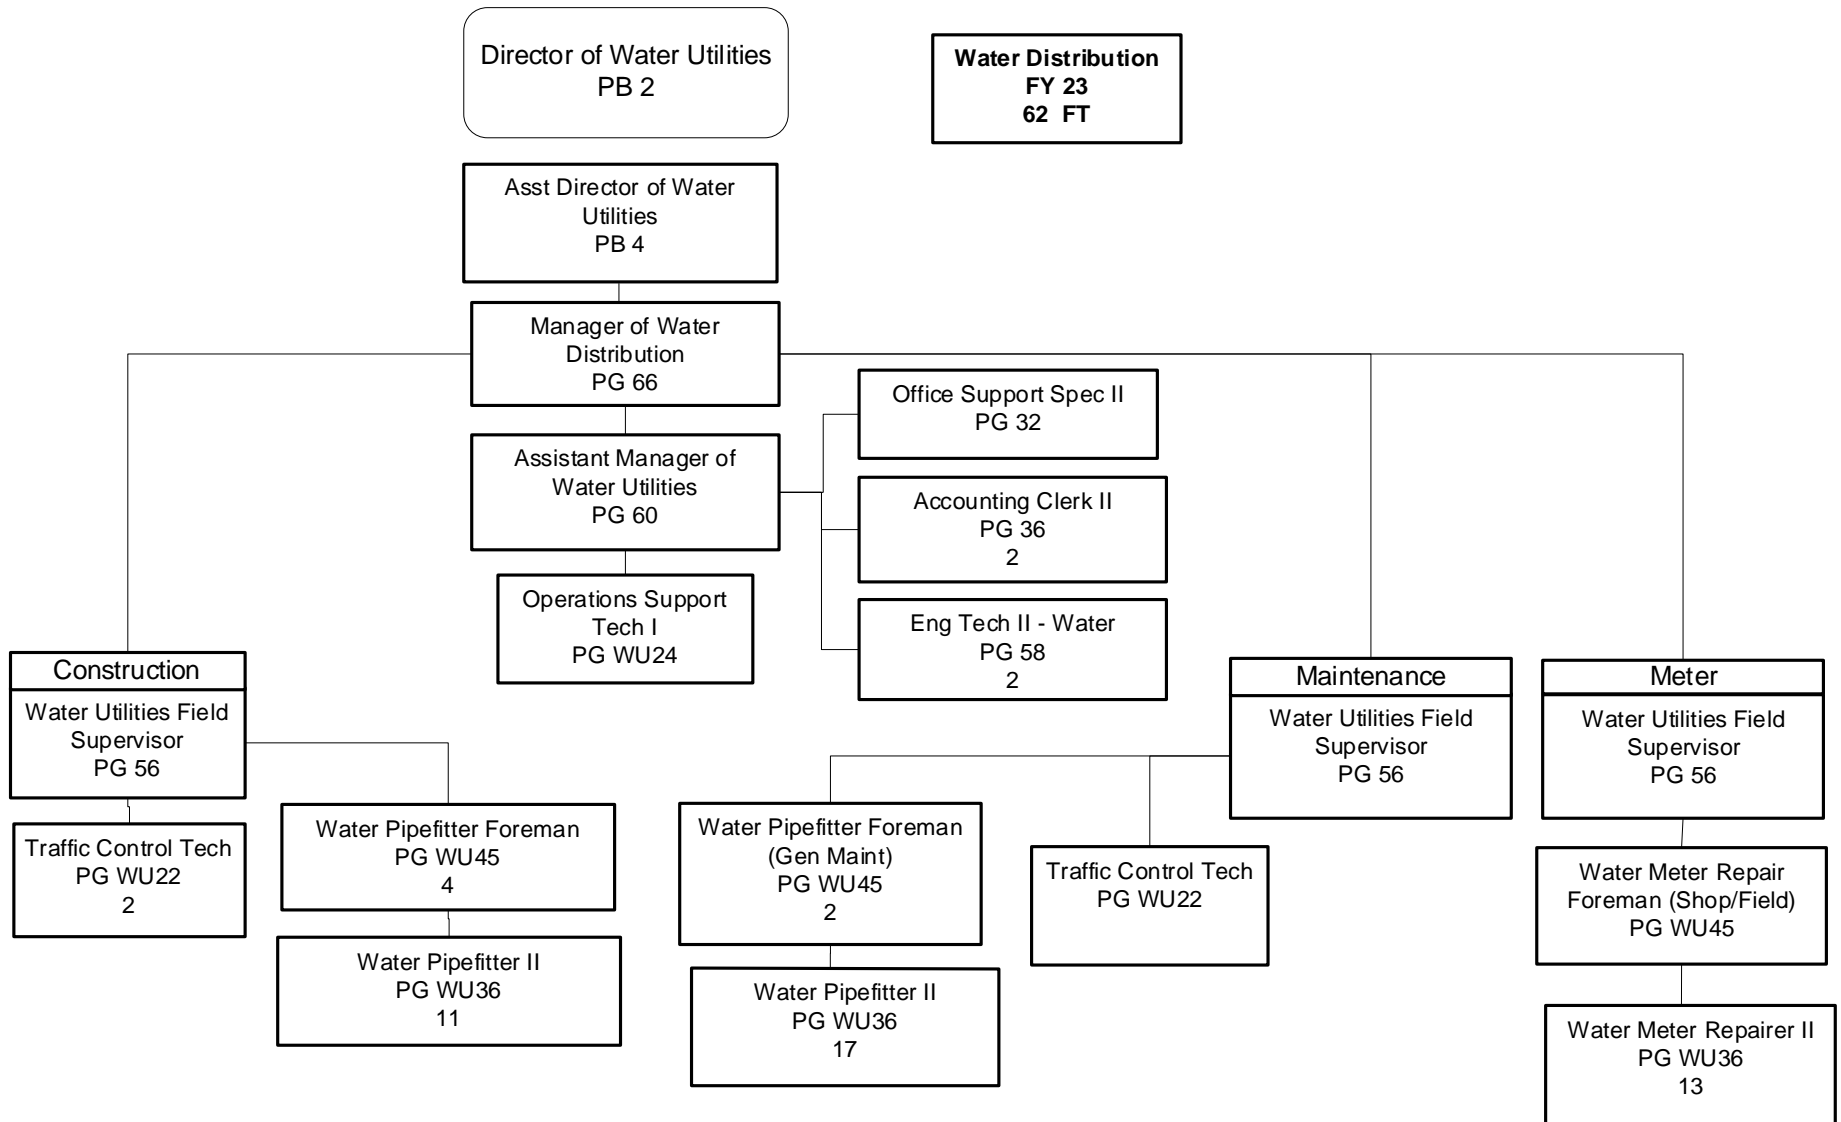 Director of Water Utilities
PB 2
Water Distribution
FY 23
62 FT
Asst Director of Water
Utilities
PB 4
Manager of Water
Distribution
PG 66
Office Support Spec II
PG 32
Assistant Manager of
Water Utilities
PG 60
Accounting Clerk II
PG 36
2
Operations Support
Tech I
PG WU24
Eng Tech II - Water
PG 58
2
Construction
Water Utilities Field
Supervisor
PG 56
Maintenance
Water Utilities Field
Supervisor
PG 56
Meter
Water Utilities Field
Supervisor
PG 56
Traffic Control Tech
PG WU22
2
Water Pipefitter Foreman
PG WU45
4
Water Pipefitter Foreman
(Gen Maint)
PG WU45
2
Traffic Control Tech
PG WU22
Water Meter Repair
Foreman (Shop/Field)
PG WU45
Water Pipefitter II
PG WU36
11
Water Pipefitter II
PG WU36
17
Water Meter Repairer II
PG WU36
13